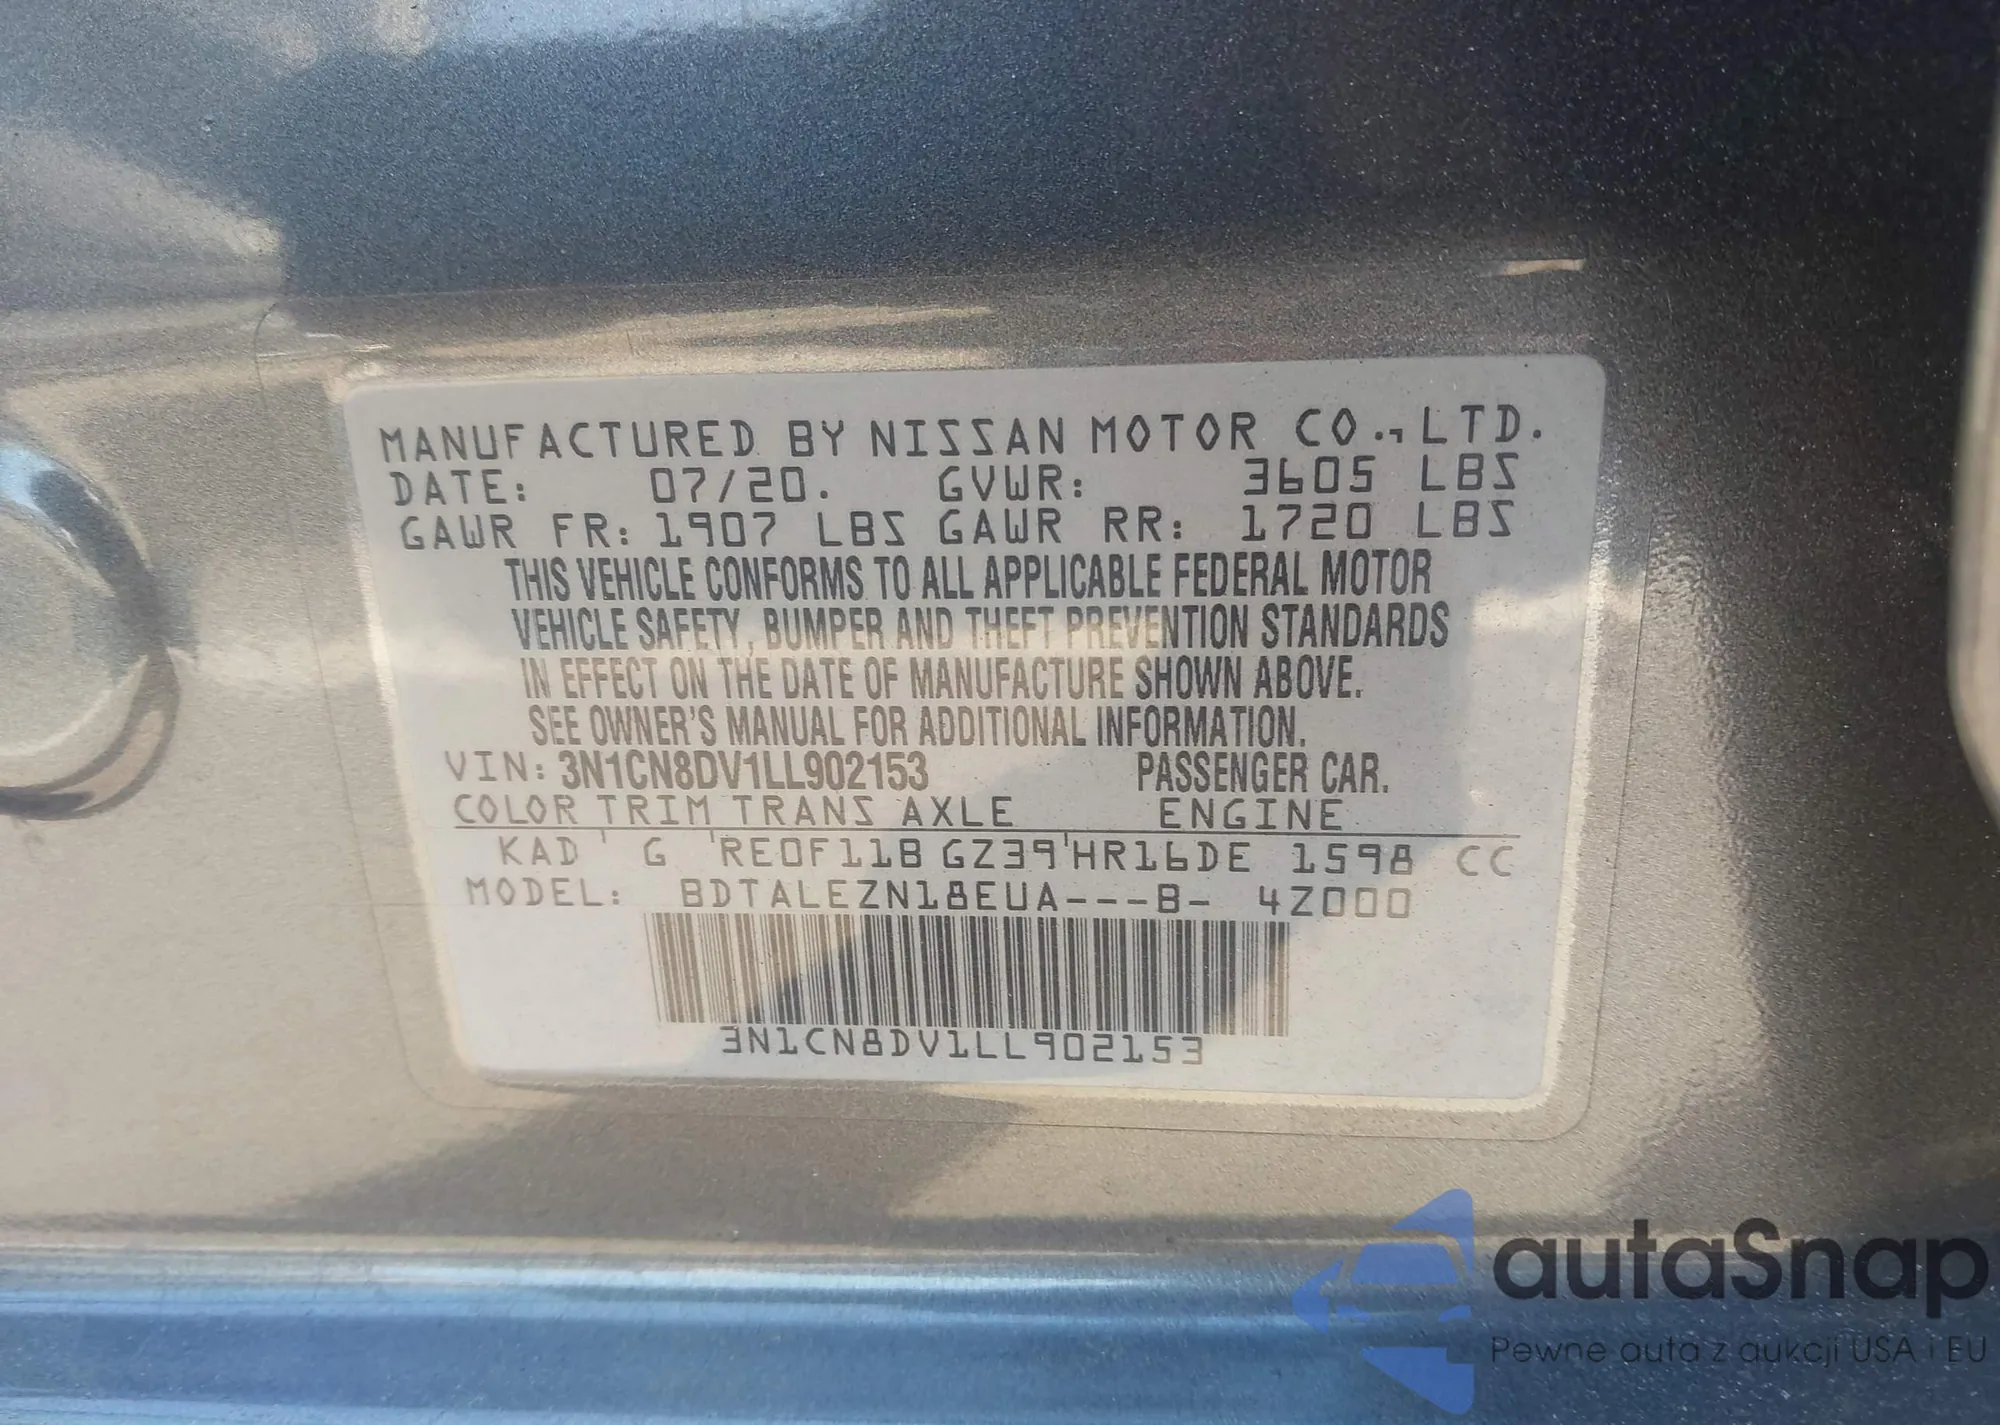 MANUFACTURED BY NISSAN MOTOR CO., LTD.
DATE: 07/20. GVWR: 3605 LBS
GAWR FR: 1907 LBS GAWR RR: 1720 LBS
THIS VEHICLE CONFORMS TO ALL APPLICABLE FEDERAL MOTOR
VEHICLE SAFETY, BUMPER AND THEFT PREVENTION STANDARDS
IN EFFECT ON THE DATE OF MANUFACTURE SHOWN ABOVE.
SEE OWNER'S MANUAL FOR ADDITIONAL INFORMATION.
VIN: 3N1CN8DV1LL902153 PASSENGER CAR.
COLOR TRIM TRANS AXLE ENGINE
KAD ' G 'RE0F11B GZ39'HR16DE 1598 CC
MODEL: BDTALEZN18EUA---B- 4Z000
3N1CN8DV1LL902153
autaSnap
Pewne auta z aukcji USA i EU